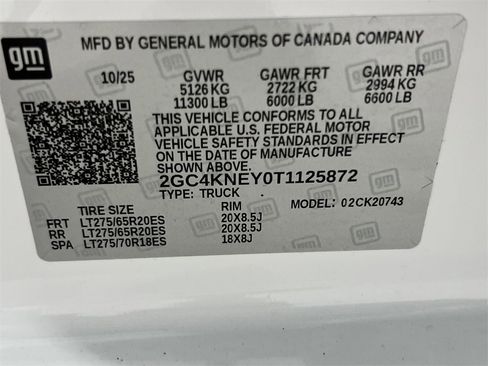 gm
MFD BY GENERAL MOTORS OF CANADA COMPANY
10/25 GVWR GAWR FRT GAWR RR
5126 KG 2722 KG 2994 KG
11300 LB 6000 LB 6600 LB
THIS VEHICLE CONFORMS TO ALL
APPLICABLE U.S. FEDERAL MOTOR
VEHICLE SAFETY STANDARDS IN EFFECT
ON THE DATE OF MANUFACTURE
SHOWN ABOVE.
2GC4KNEY0T1125872
TYPE: TRUCK MODEL: 02CK20743
TIRE SIZE RIM
FRT LT275/65R20ES 20X8.5J
RR LT275/65R20ES 20X8.5J
SPA LT275/70R18ES 18X8J